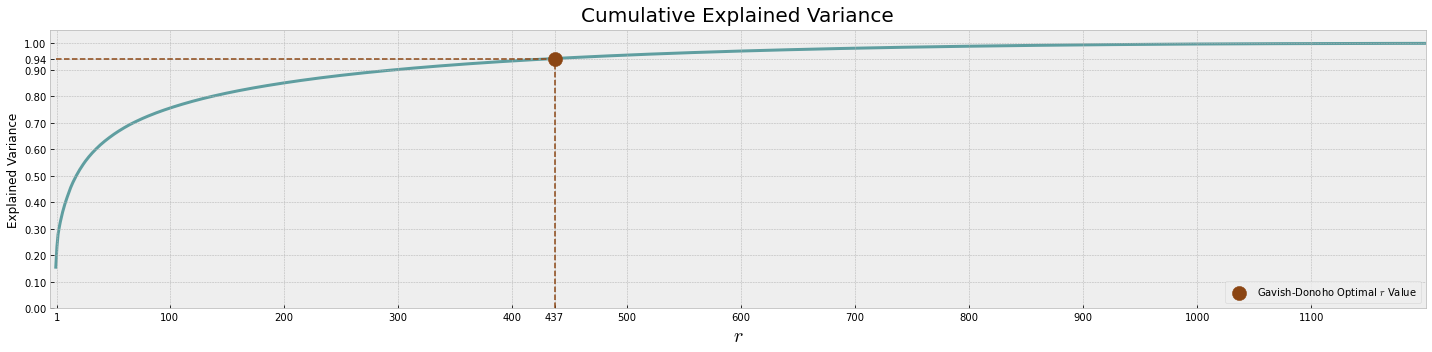 Cumulative Explained Variance
Explained Variance
1.00
0.94
0.90
0.80
0.70
0.60
0.50
0.40
0.30
0.20
0.10
0.00
Gavish-Donoho Optimal r Value
1 100 200 300 400 437 500 600 700 800 900 1000 1100
r